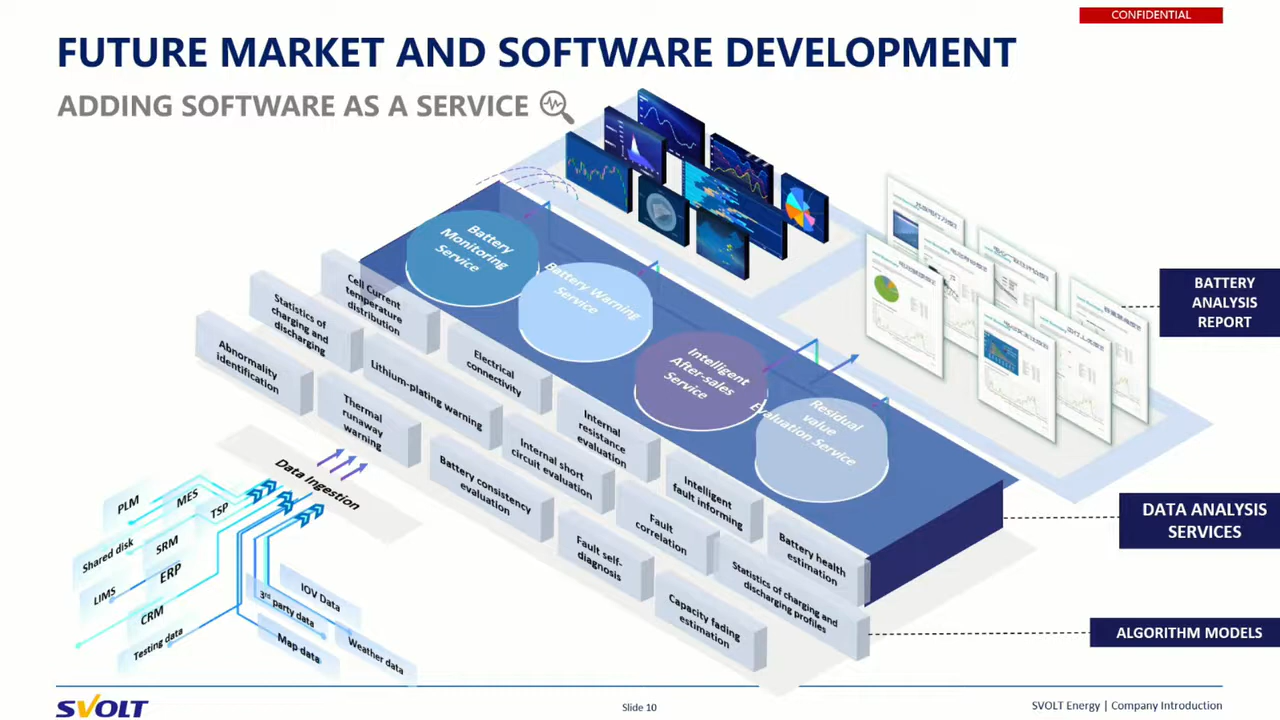 CONFIDENTIAL
FUTURE MARKET AND SOFTWARE DEVELOPMENT
ADDING SOFTWARE AS A SERVICE
Battery
Monitoring
Service
Battery Warning
Service
Intelligent
After-sales
Service
Residual
value
Evaluation Service
BATTERY
ANALYSIS
REPORT
Cell Current
temperature
distribution
Statistics of
charging and
discharging
Abnormality
identification
Electrical
connectivity
Lithium-plating warning
Thermal
runaway
warning
Internal
resistance
evaluation
Internal short
circuit evaluation
Battery consistency
evaluation
Intelligent
fault informing
Fault
correlation
Fault self-
diagnosis
Battery health
estimation
Statistics of charging and
discharging profiles
Capacity fading
estimation
DATA ANALYSIS
SERVICES
ALGORITHM MODELS
Data Ingestion
PLM
MES
TSP
Shared disk
SRM
LIMS
ERP
CRM
Testing data
IOV Data
3rd party data
Map data
Weather data
SVOLT
Slide 10
SVOLT Energy | Company Introduction